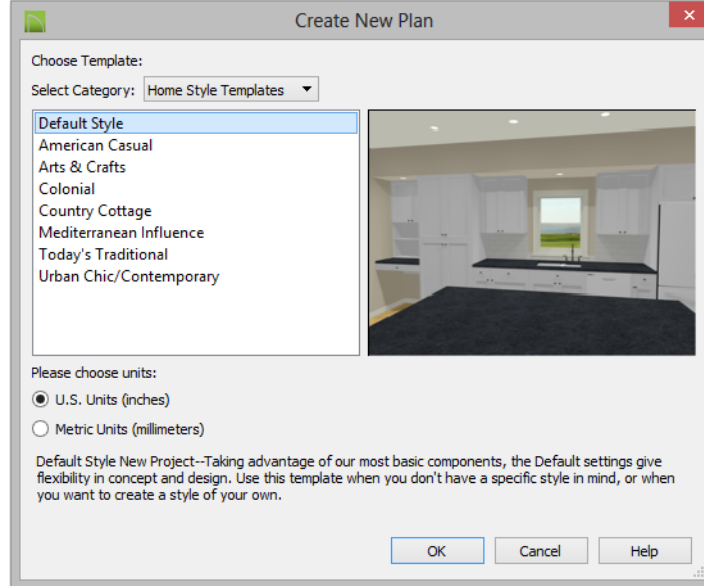 Create New Plan
Choose Template:
Select Category: Home Style Templates
Default Style
American Casual
Arts & Crafts
Colonial
Country Cottage
Mediterranean Influence
Today's Traditional
Urban Chic/Contemporary
Please choose units:
U.S. Units (inches)
Metric Units (millimeters)
Default Style New Project--Taking advantage of our most basic components, the Default settings give
flexibility in concept and design. Use this template when you don't have a specific style in mind, or when
you want to create a style of your own.
OK Cancel Help